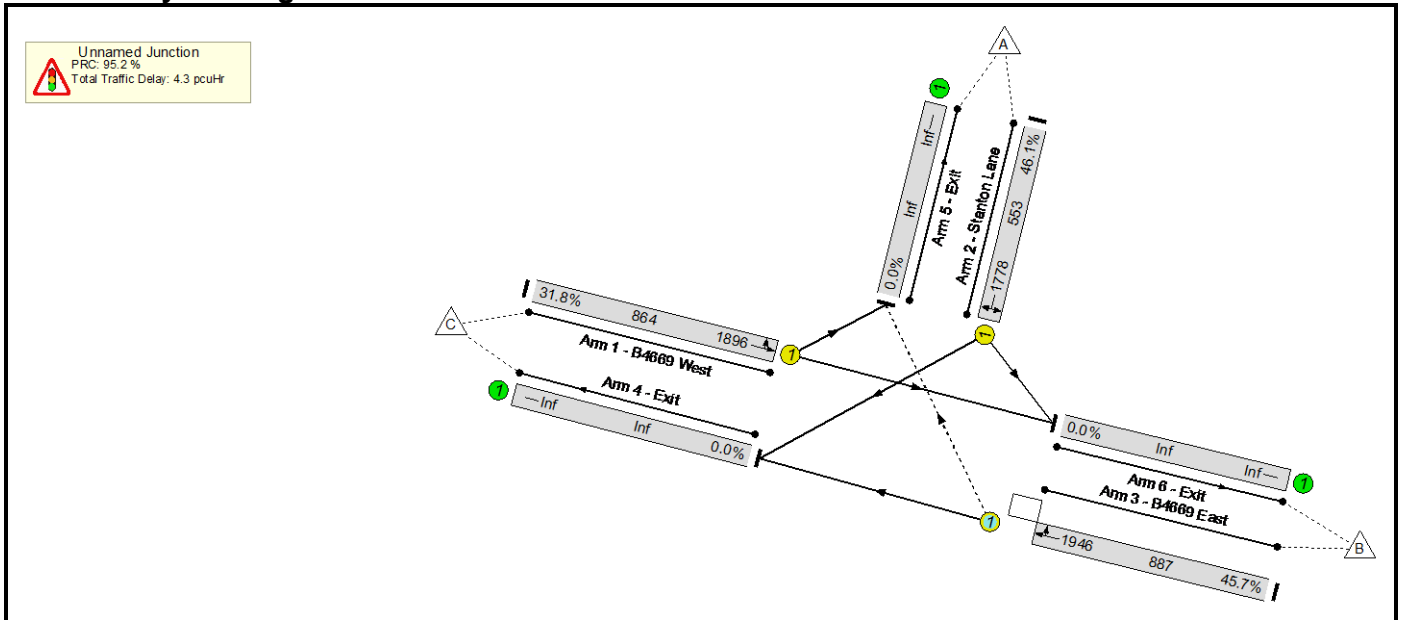 Unnamed Junction
PRC: 95.2 %
Total Traffic Delay: 4.3 pcuHr
A
1
Inf
Inf
0.0%
Arm 5 - Exit
Arm 2 - Stanton Lane
46.1%
553
1778
1
C
31.8%
864
1896
1
Arm 1 - B4669 West
Arm 4 - Exit
1
Inf
Inf
0.0%
0.0%
Inf
Inf
1
Arm 6 - Exit
Arm 3 - B4669 East
1
1946
887
45.7%
B